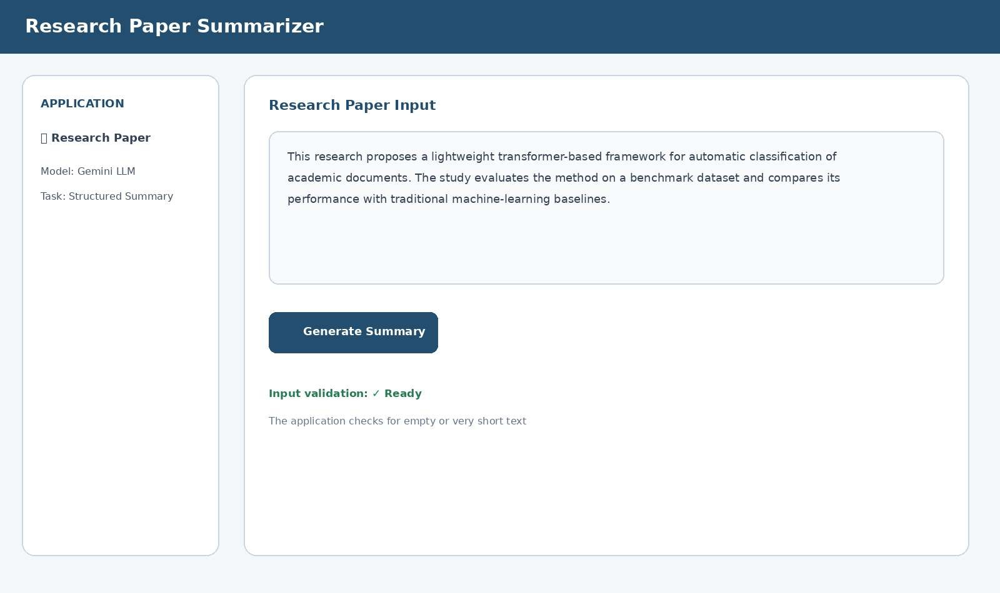 Research Paper Summarizer
APPLICATION
Research Paper
Model: Gemini LLM
Task: Structured Summary
Research Paper Input
This research proposes a lightweight transformer-based framework for automatic classification of
academic documents. The study evaluates the method on a benchmark dataset and compares its
performance with traditional machine-learning baselines.
Generate Summary
Input validation: ✓ Ready
The application checks for empty or very short text